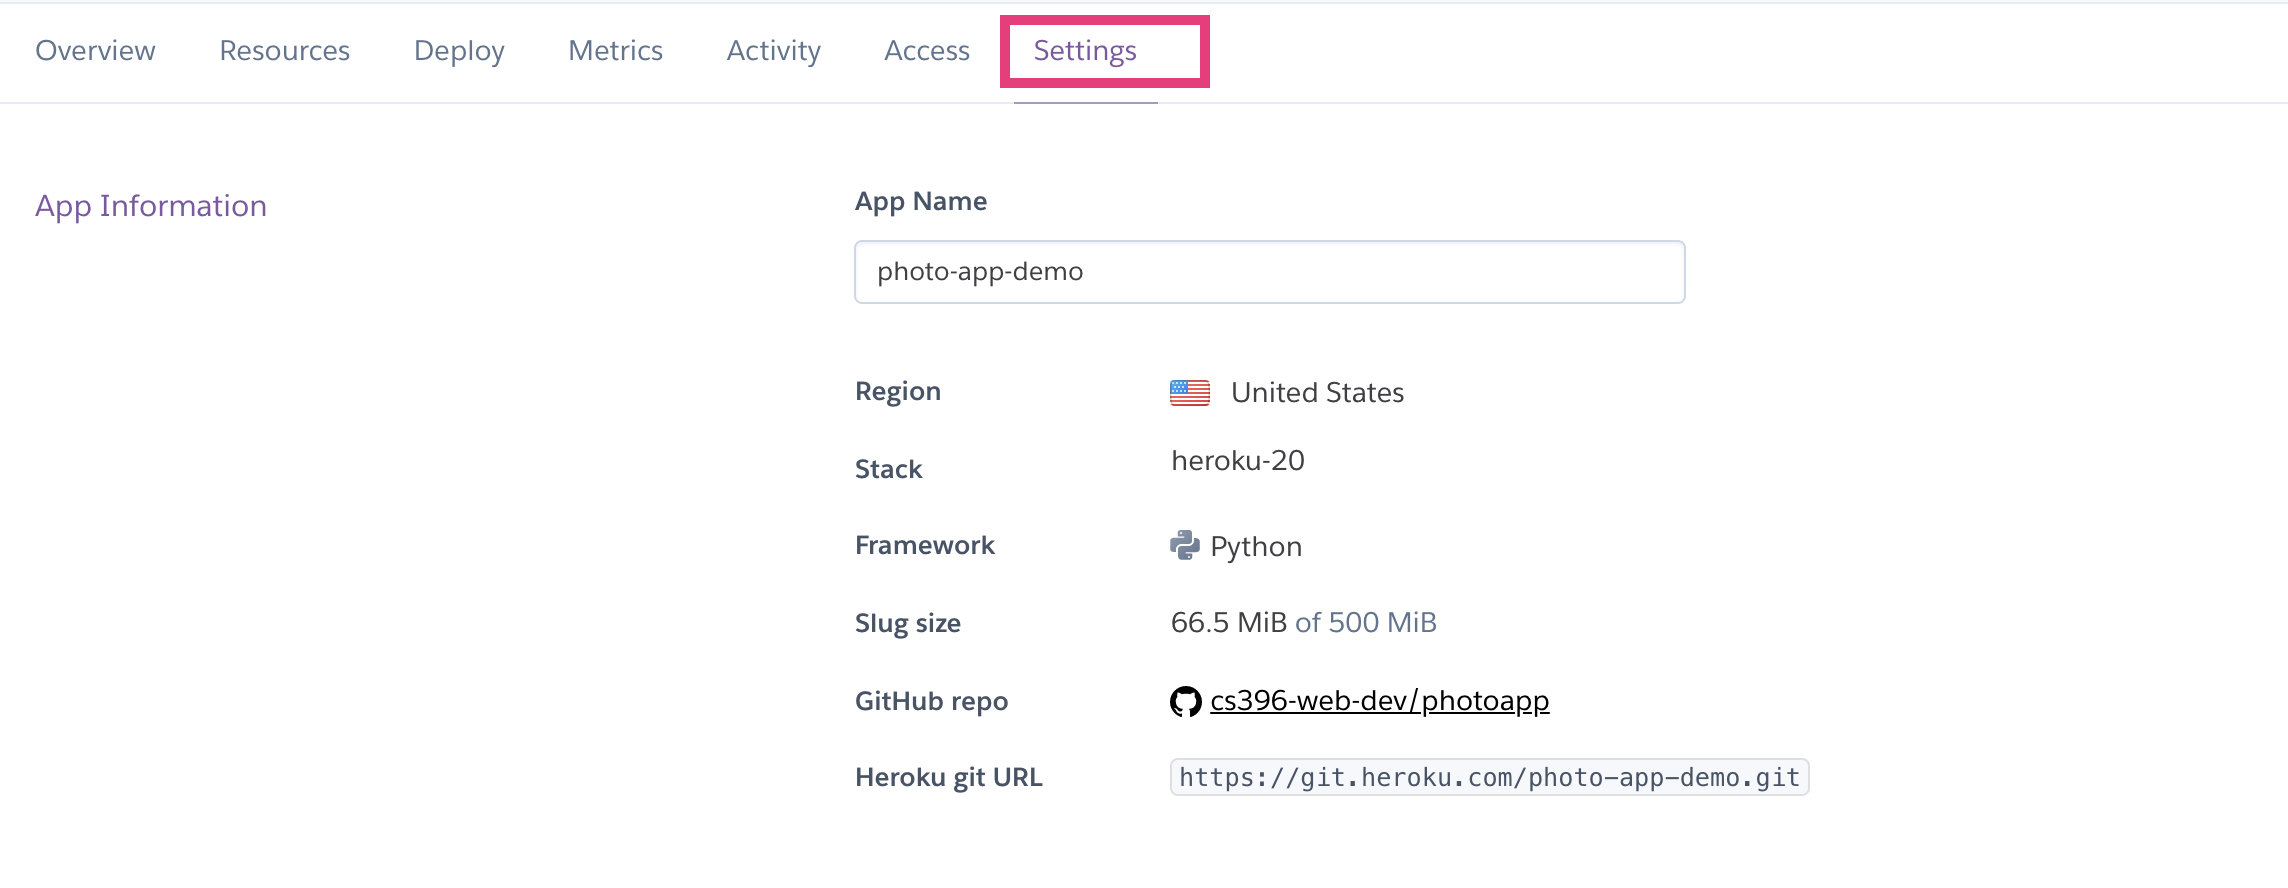 Overview Resources Deploy Metrics Activity Access Settings
App Information
App Name
photo-app-demo
Region United States
Stack heroku-20
Framework Python
Slug size 66.5 MiB of 500 MiB
GitHub repo cs396-web-dev/photoapp
Heroku git URL https://git.heroku.com/photo-app-demo.git